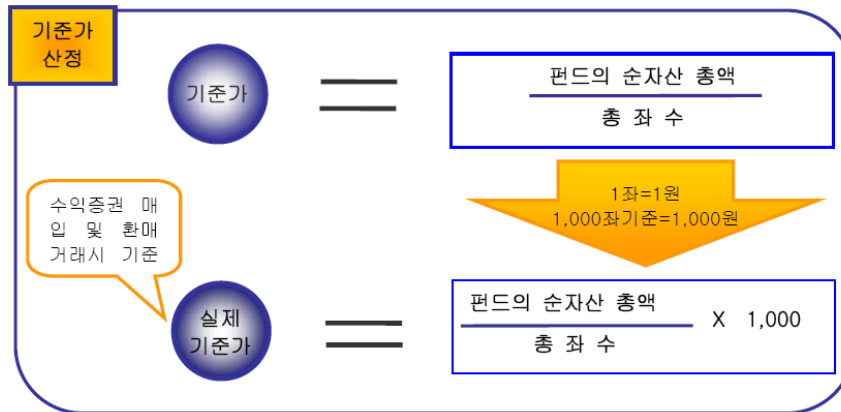 기준가
산정
기준가
펀드의 순자산 총액
총 좌 수
1좌=1원
1,000좌기준=1,000원
수익증권 매
입 및 환매
거래시 기준
실제
기준가
펀드의 순자산 총액
X 1,000
총 좌 수